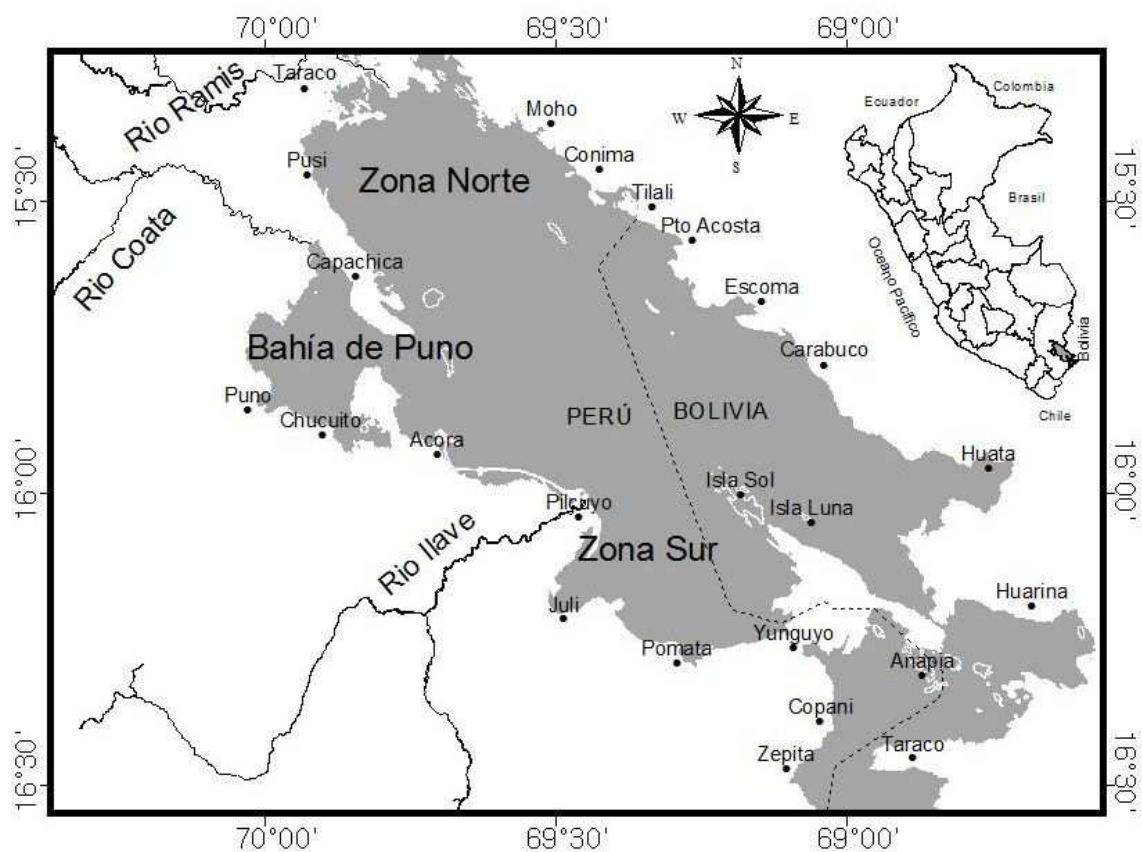 70°00'
69°30'
69°00'
Rio Ramis
Taraco
Moho
Conima
Tilali
Pto Acosta
Escoma
Carabuco
Pusi
Zona Norte
Rio Coata
Capachica
Bahía de Puno
Puno
Chucuito
Acora
PERÚ
BOLIVIA
Huata
Isla Sol
Isla Luna
Pilcuyo
Zona Sur
Rio Ilave
Juli
Pomata
Yunguyo
Huarina
Anapia
Copani
Zepita
Taraco
N
W
E
S
Ecuador
Colombia
Brasil
Oceano Pacífico
Bolivia
Chile
15°30'
16°00'
16°30'
15°30'
16°00'
16°30'
70°00'
69°30'
69°00'